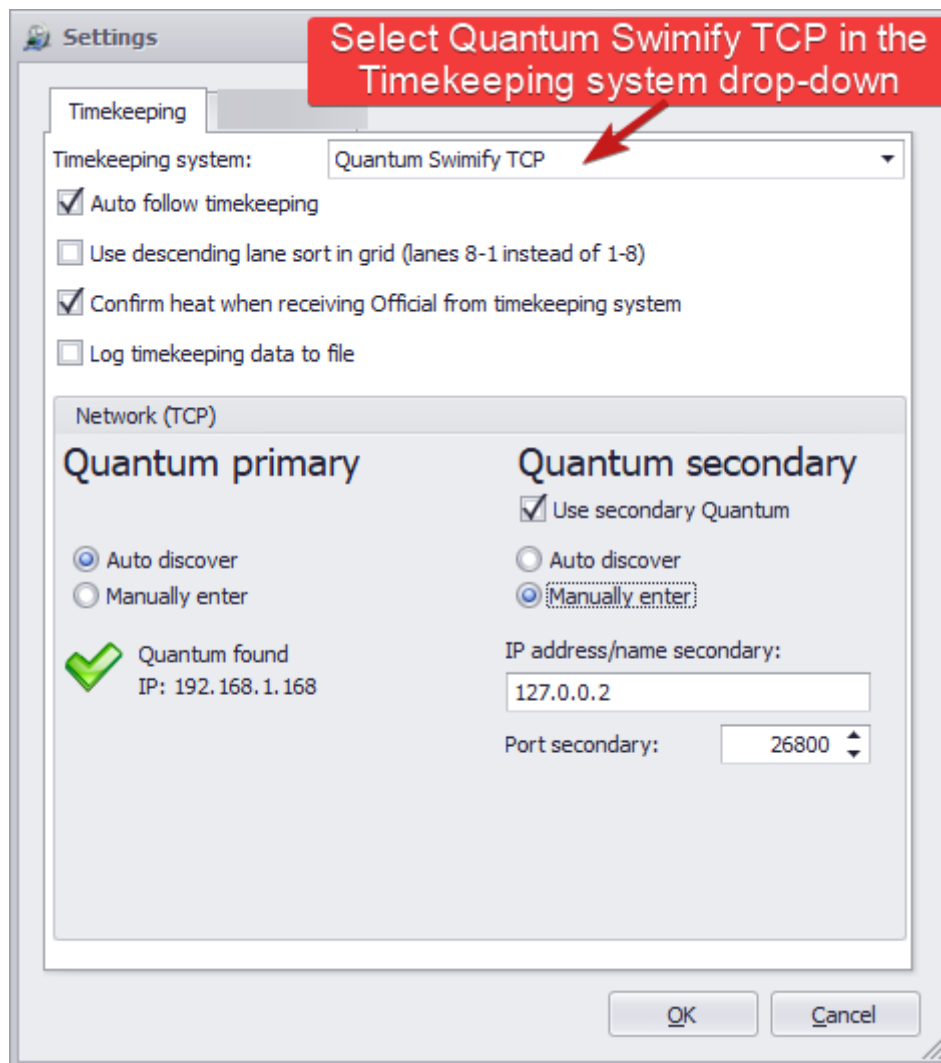 Settings
Select Quantum Swimify TCP in the
Timekeeping system drop-down
Timekeeping
Timekeeping system:
Quantum Swimify TCP
Auto follow timekeeping
Use descending lane sort in grid (lanes 8-1 instead of 1-8)
Confirm heat when receiving Official from timekeeping system
Log timekeeping data to file
Network (TCP)
Quantum primary
Auto discover
Manually enter
Quantum found
IP: 192.168.1.168
Quantum secondary
Use secondary Quantum
Auto discover
Manually enter
IP address/name secondary:
127.0.0.2
Port secondary:
26800
OK
Cancel